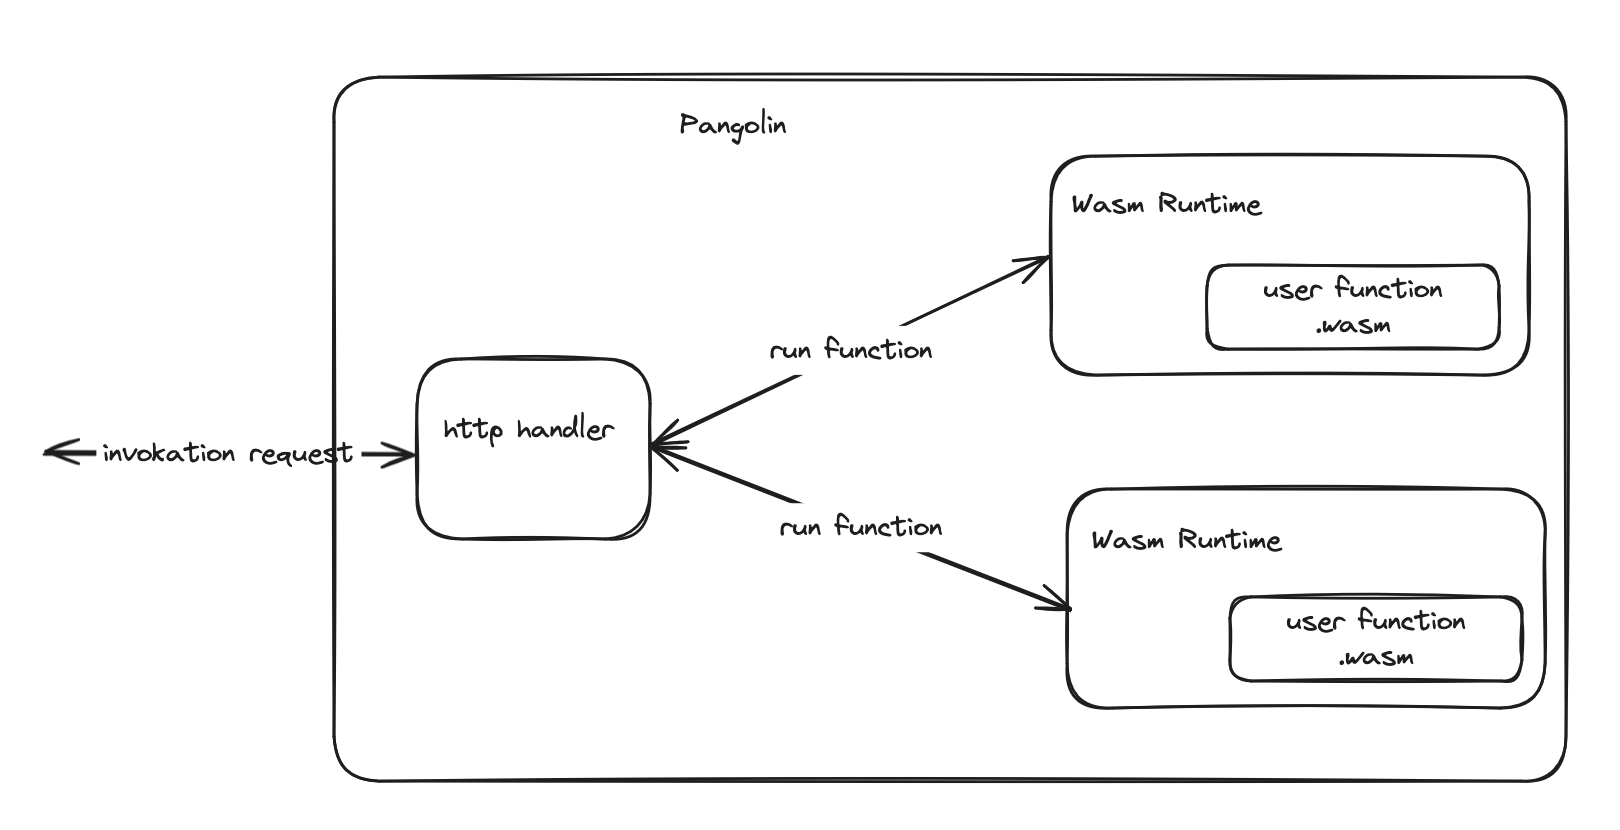 Pangolin
Wasm Runtime
user function
.wasm
run function
http handler
invokation request
run function
Wasm Runtime
user function
.wasm